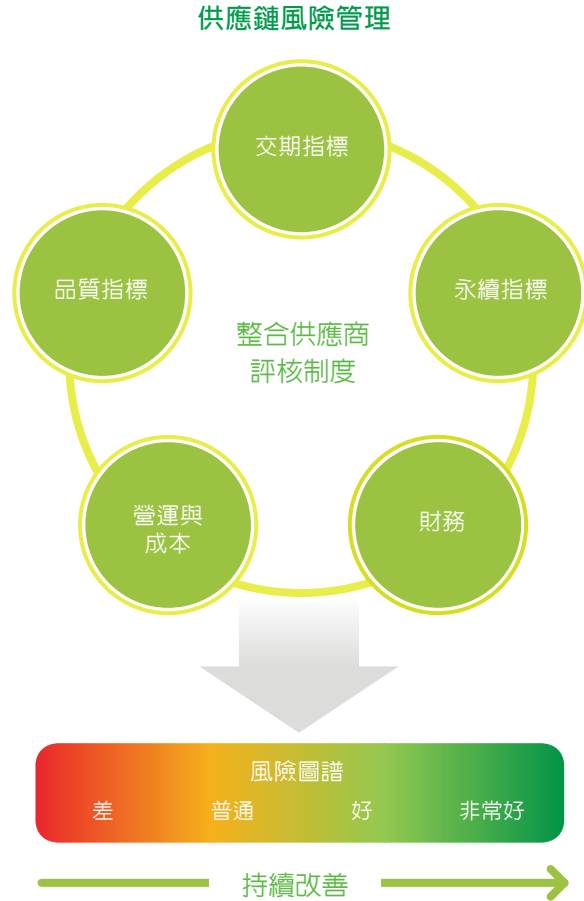 供應鏈風險管理
交期指標
品質指標
永續指標
整合供應商
評核制度
營運與
成本
財務
風險圖譜
差 普通 好 非常好
持續改善